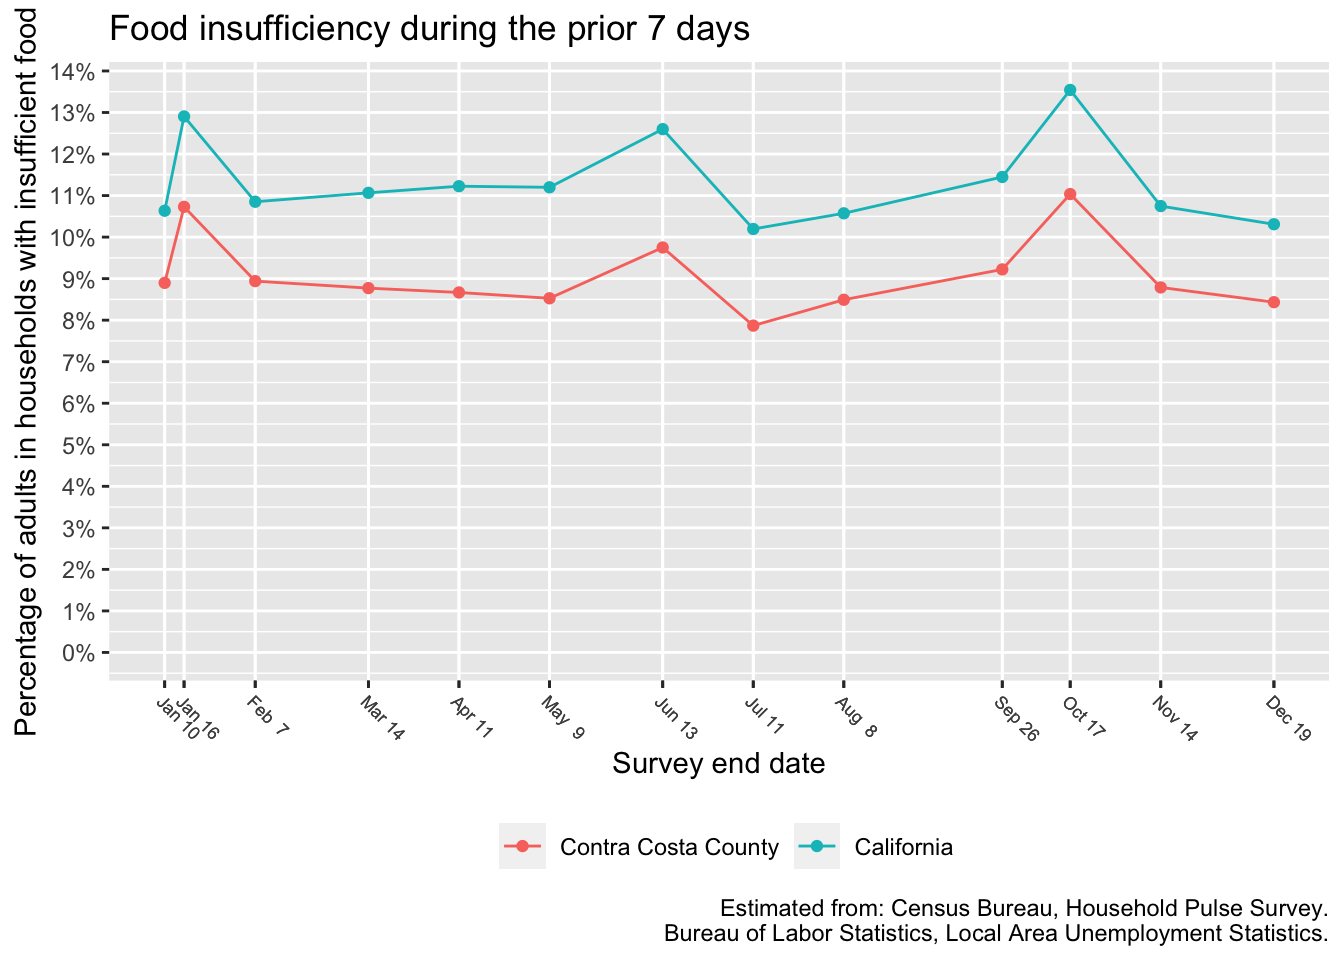 Food insufficiency during the prior 7 days
Percentage of adults in households with insufficient food
14%
13%
12%
11%
10%
9%
8%
7%
6%
5%
4%
3%
2%
1%
0%
Jan 10
Jan 16
Feb 7
Mar 14
Apr 11
May 9
Jun 13
Jul 11
Aug 8
Sep 26
Oct 17
Nov 14
Dec 19
Survey end date
Contra Costa County
California
Estimated from: Census Bureau, Household Pulse Survey.
Bureau of Labor Statistics, Local Area Unemployment Statistics.